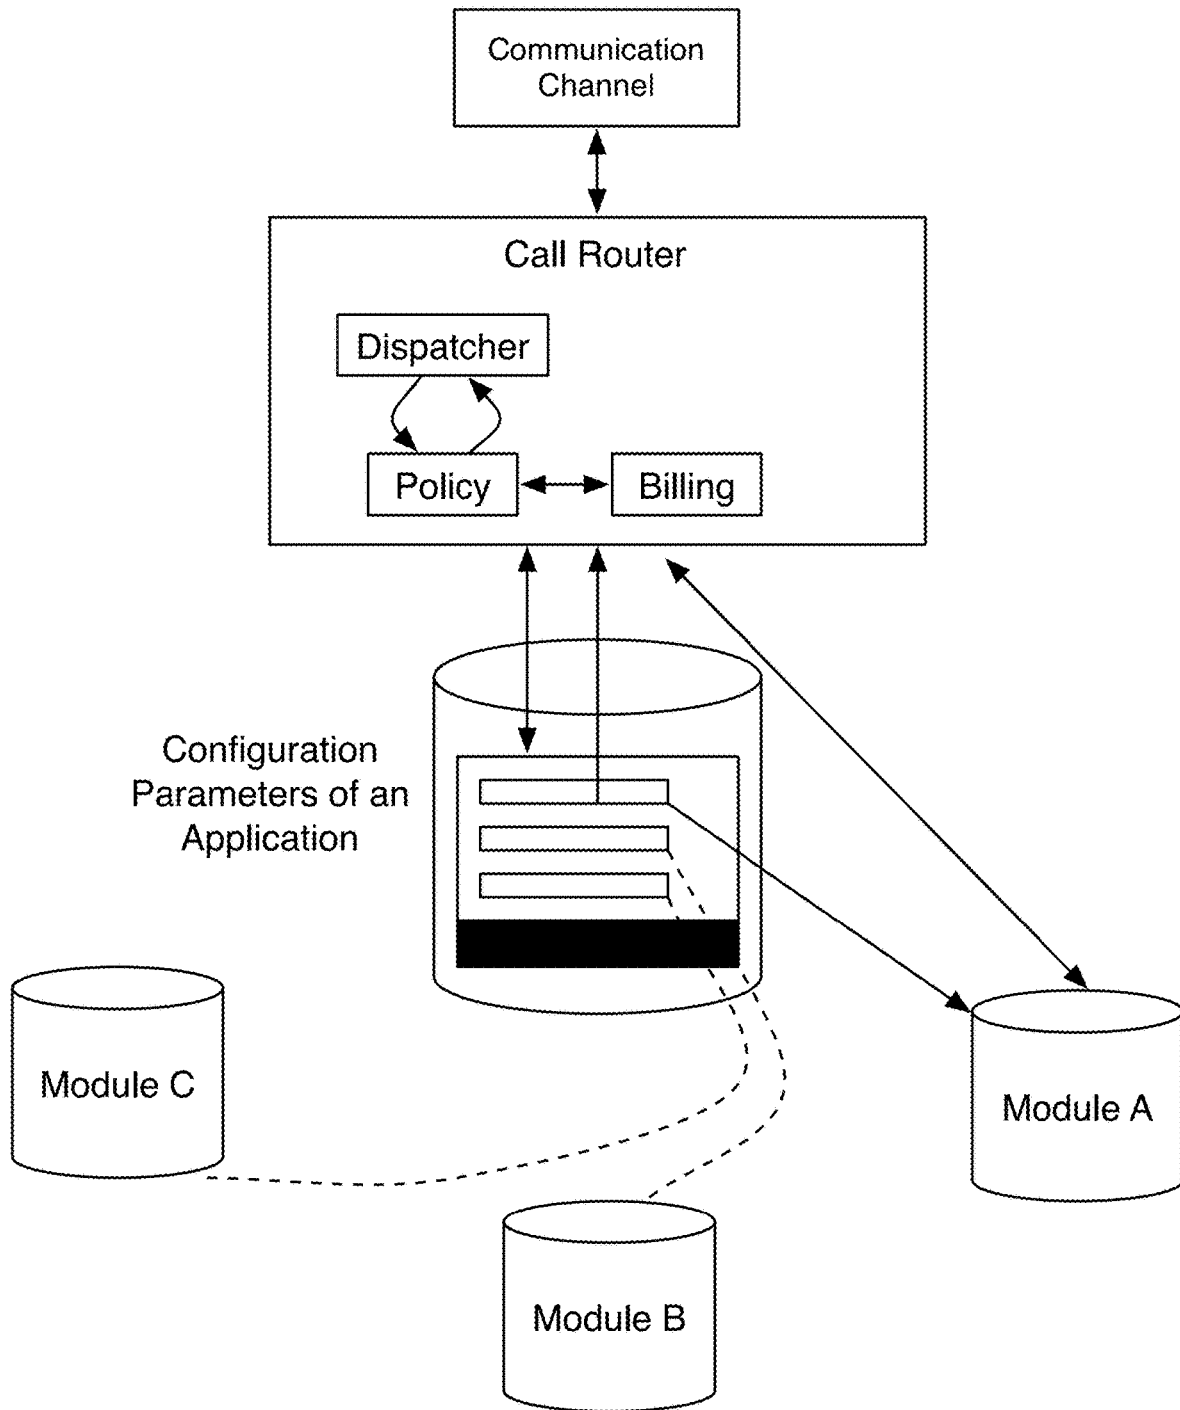 Communication
Channel
Call Router
Dispatcher
Policy
Billing
Configuration
Parameters of an
Application
Module C
Module A
Module B